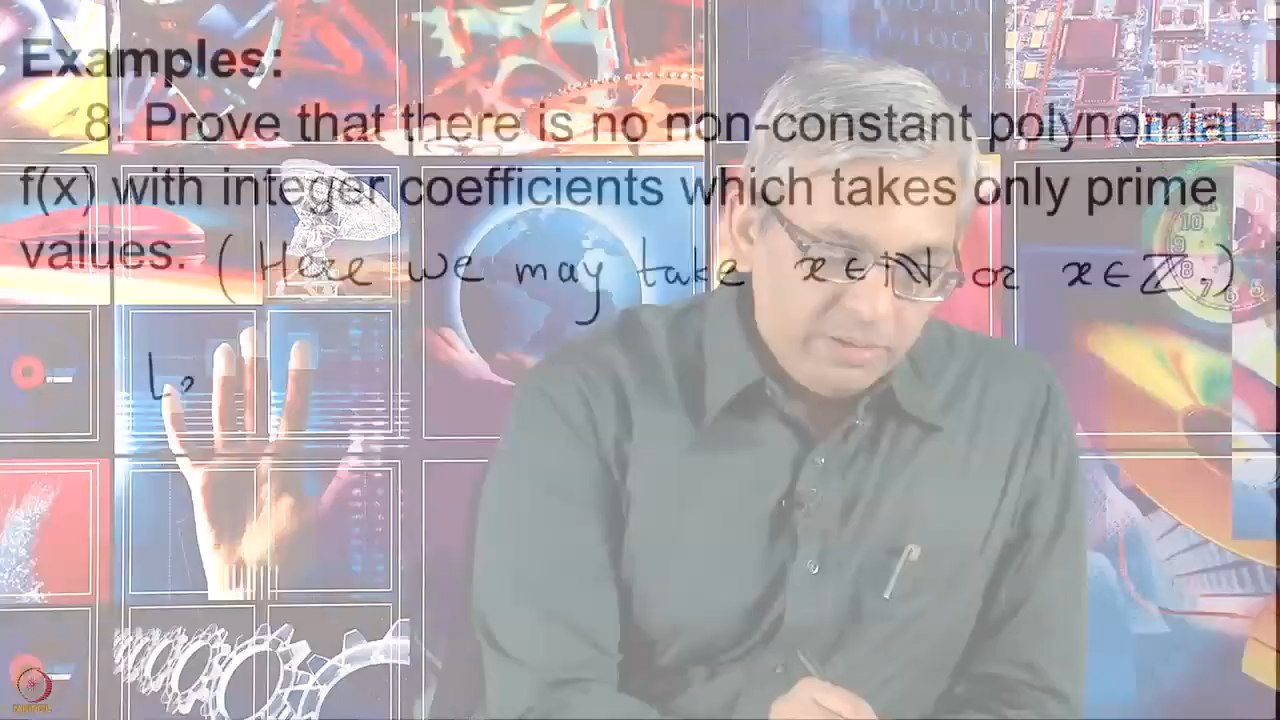 Examples:
8. Prove that there is no non-constant polynomial
f(x) with integer coefficients which takes only prime
values. (Here we may take x ∈ ℕ or x ∈ ℤ.)